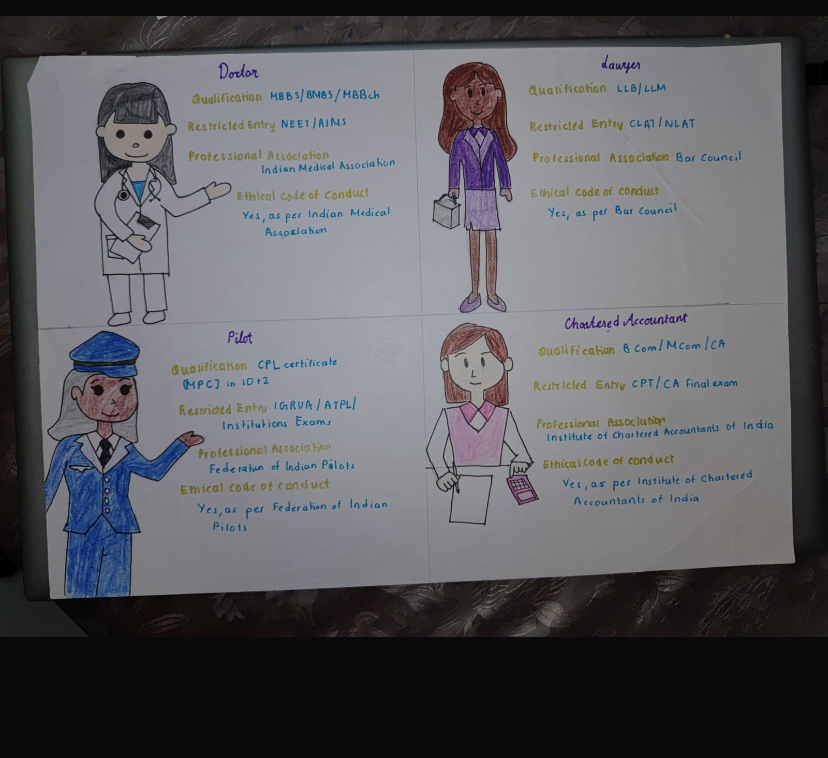 Doctor
Qualification MBBS/BMBS/MBBch
Restricted Entry NEET/AIMS
Professional Association
Indian Medical Association
Ethical Code of Conduct
Yes, as per Indian Medical
Association
Lawyer
Qualification LLB/LLM
Restricted Entry CLAT/NLAT
Professional Association Bar Council
Ethical code of conduct
Yes, as per Bar Council
Pilot
Qualification CPL certificate
[MPC] in 10+2
Restricted Entry IGRUA/ATPL/
Institutions Exams
Professional Association
Federation of Indian Pilots
Ethical code of conduct
Yes, as per Federation of Indian
Pilots
Chartered Accountant
Qualification B Com/MCom/CA
Restricted Entry CPT/CA Final exam
Professional Association
Institute of Chartered Accountants of India
Ethical code of conduct
Yes, as per Institute of Chartered
Accountants of India